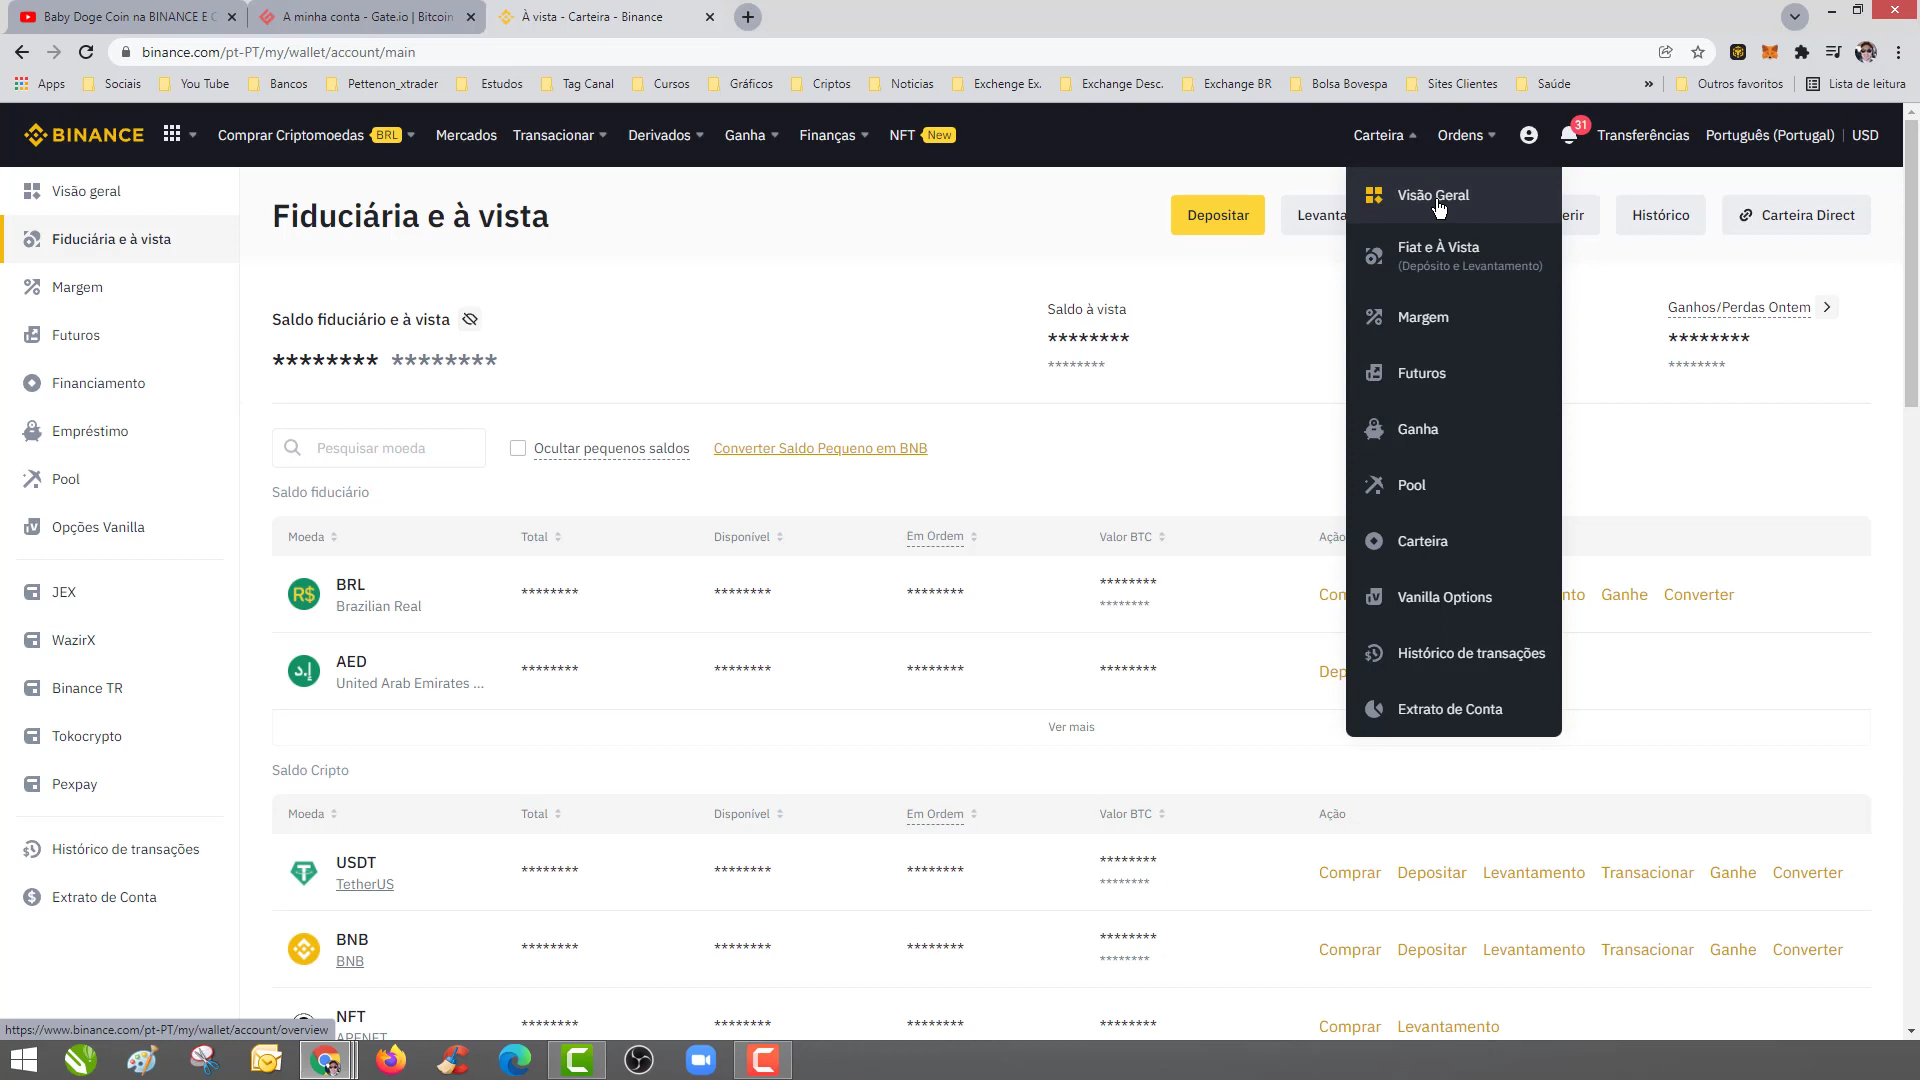 Baby Doge Coin na BINANCE E C
A minha conta - Gate.io | Bitcoin
À vista - Carteira - Binance
binance.com/pt-PT/my/wallet/account/main
Apps
Sociais
You Tube
Bancos
Pettenon_xtrader
Estudos
Tag Canal
Cursos
Gráficos
Criptos
Noticias
Exchenge Ex.
Exchange Desc.
Exchange BR
Bolsa Bovespa
Sites Clientes
Saúde
»
Outros favoritos
Lista de leitura
BINANCE
Comprar Criptomoedas BRL
Mercados
Transacionar
Derivados
Ganha
Finanças
NFT New
Carteira
Ordens
31
Transferências
Português (Portugal)
USD
Visão geral
Fiduciária e à vista
Margem
Futuros
Financiamento
Empréstimo
Pool
Opções Vanilla
JEX
WazirX
Binance TR
Tokocrypto
Pexpay
Histórico de transações
Extrato de Conta
Fiduciária e à vista
Depositar
Levanta
erir
Histórico
Carteira Direct
Visão Geral
Fiat e À Vista
(Depósito e Levantamento)
Margem
Futuros
Ganha
Pool
Carteira
Vanilla Options
Histórico de transações
Extrato de Conta
Saldo fiduciário e à vista
******** ********
Saldo à vista
********
********
Ganhos/Perdas Ontem
********
********
Pesquisar moeda
Ocultar pequenos saldos
Converter Saldo Pequeno em BNB
Saldo fiduciário
Moeda Total Disponível Em Ordem Valor BTC Ação
BRL
Brazilian Real
******** ******** ******** ********
********
Con
nto Ganhe Converter
AED
United Arab Emirates ...
******** ******** ******** ********
Dep
Ver mais
Saldo Cripto
Moeda Total Disponível Em Ordem Valor BTC Ação
USDT
TetherUS
******** ******** ******** ********
********
Comprar Depositar Levantamento Transacionar Ganhe Converter
BNB
BNB
******** ******** ******** ********
********
Comprar Depositar Levantamento Transacionar Ganhe Converter
NFT
APENFT
******** ******** ******** ********
Comprar Levantamento
https://www.binance.com/pt-PT/my/wallet/account/overview